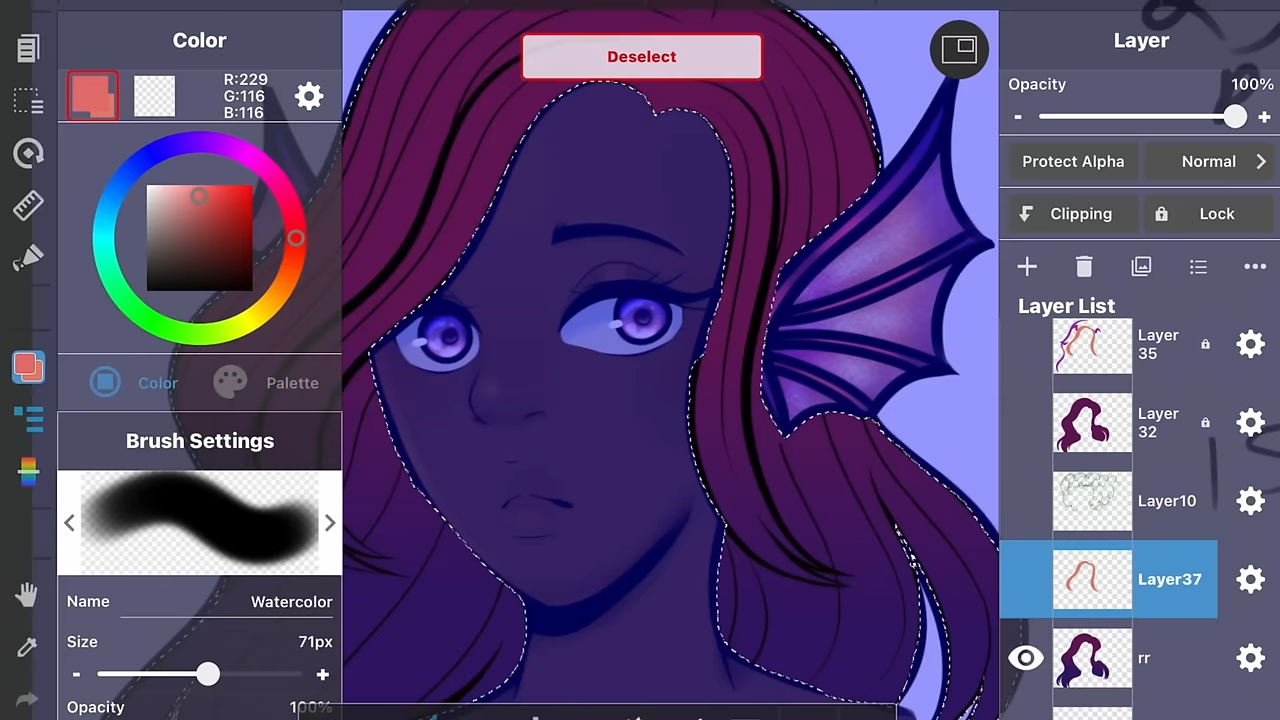 Color
R:229
G:116
B:116
Color
Palette
Brush Settings
Name Watercolor
Size 71px
- +
Opacity 100%
Deselect
Layer
Opacity 100%
- +
Protect Alpha Normal
Clipping Lock
Layer List
Layer
35
Layer
32
Layer10
Layer37
rr